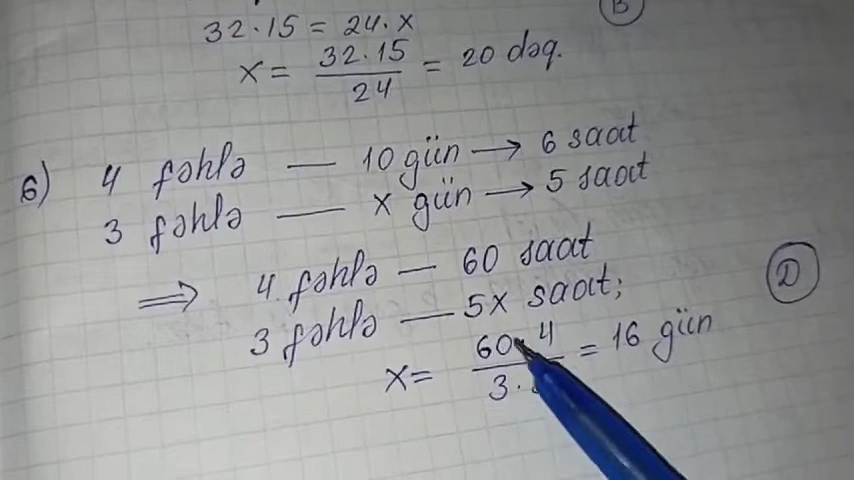 32·15 = 24·x
B
x = 32·15 / 24 = 20 dəq.
6) 4 fəhlə — 10 gün → 6 saat
3 fəhlə — x gün → 5 saat
⇒ 4 fəhlə — 60 saat
3 fəhlə — 5x saat;
D
x = 60·4 / 3· = 16 gün